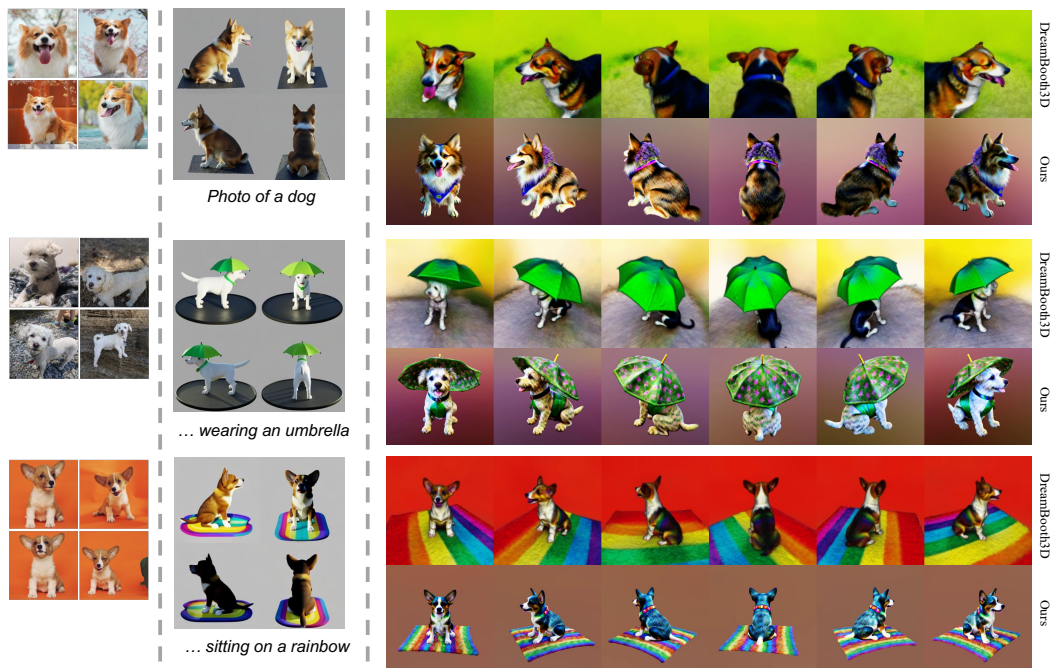 DreamBooth3D
Ours
Photo of a dog
DreamBooth3D
Ours
… wearing an umbrella
DreamBooth3D
Ours
… sitting on a rainbow